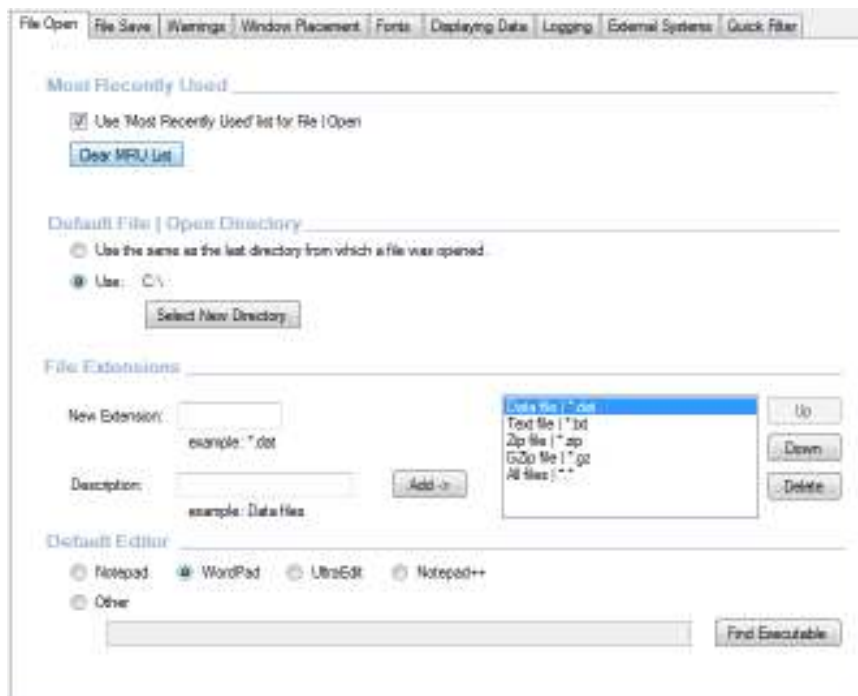 File Open File Save Warnings Window Placement Fonts Displaying Data Logging External Systems Quick Filter
Most Recently Used
Use 'Most Recently Used' list for File | Open
Clear MRU List
Default File | Open Directory
Use the same as the last directory from which a file was opened.
Use: C:\
Select New Directory
File Extensions
New Extension:
example: *.dat
Description:
example: Data files
Add ->
Data file | *.dat
Text file | *.txt
Zip file | *.zip
GZip file | *.gz
All files | *.*
Up
Down
Delete
Default Editor
Notepad WordPad UltraEdit Notepad++
Other
Find Executable